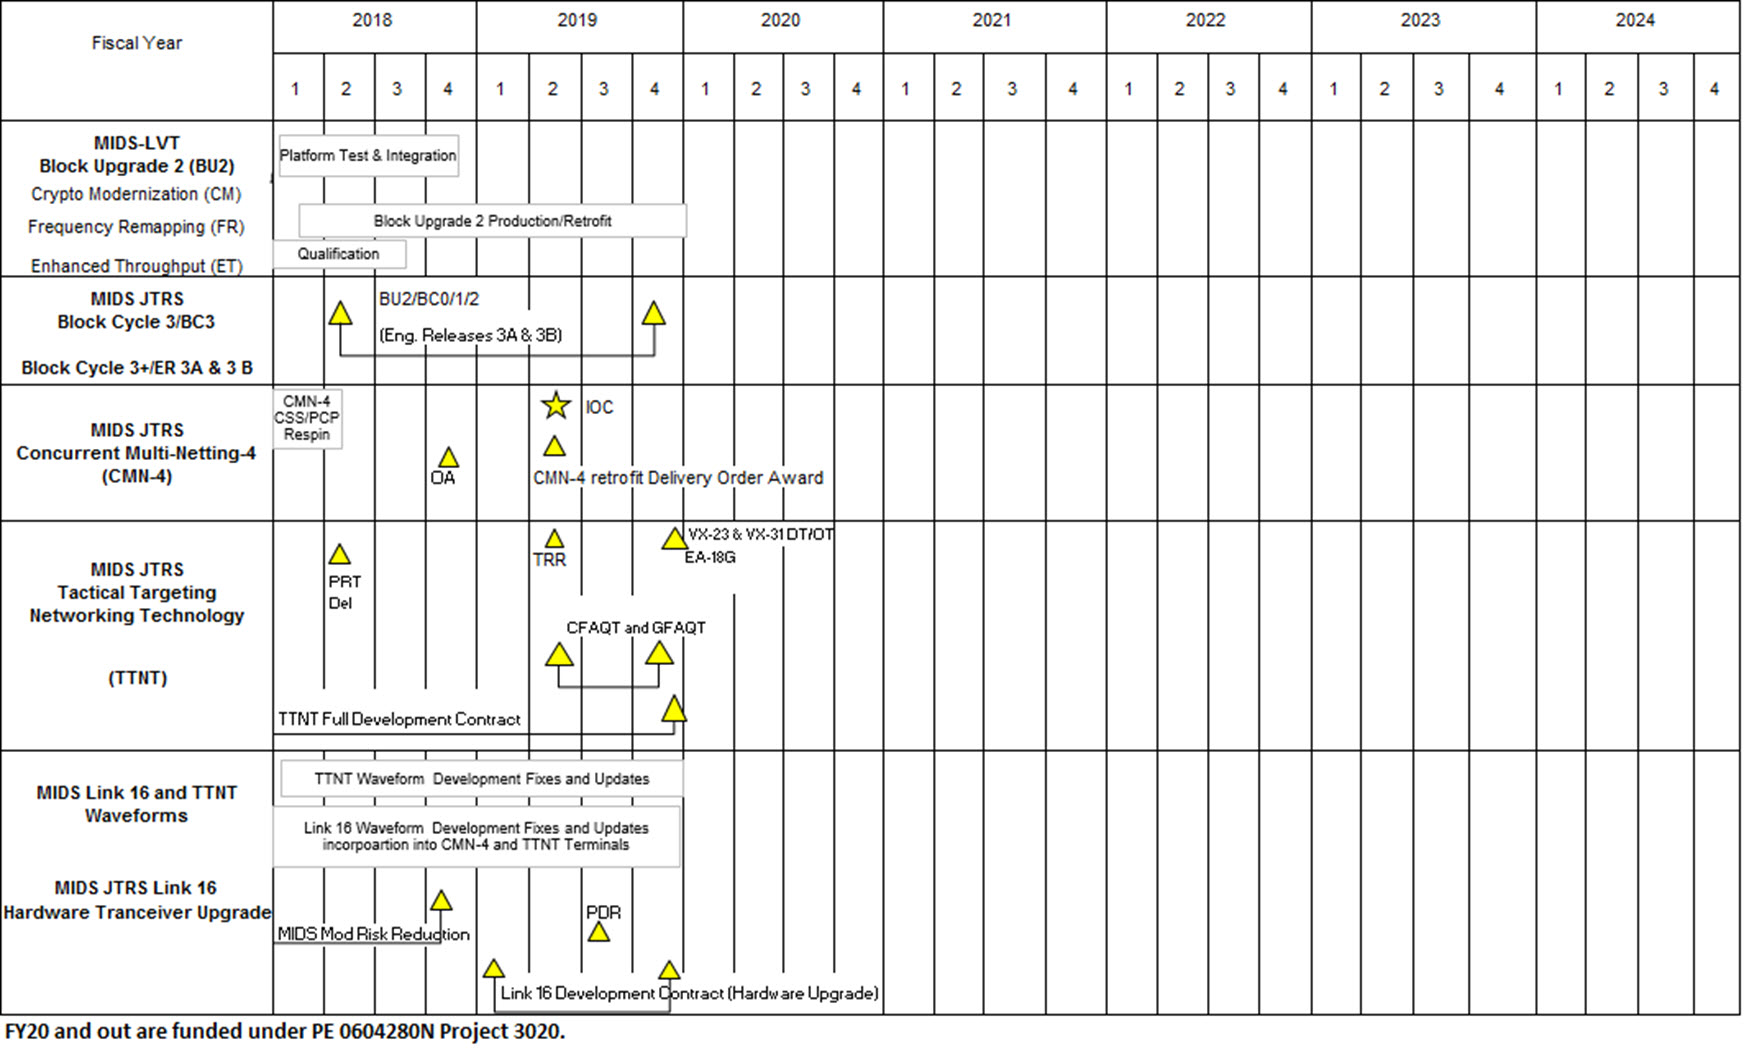 Fiscal Year
2018
2019
2020
2021
2022
2023
2024
1 2 3 4 1 2 3 4 1 2 3 4 1 2 3 4 1 2 3 4 1 2 3 4 1 2 3 4
MIDS-LVT
Block Upgrade 2 (BU2)
Crypto Modernization (CM)
Frequency Remapping (FR)
Enhanced Throughput (ET)
Platform Test & Integration
Block Upgrade 2 Production/Retrofit
Qualification
MIDS JTRS
Block Cycle 3/BC3
Block Cycle 3+/ER 3A & 3 B
BU2/BC0/1/2
(Eng. Releases 3A & 3B)
MIDS JTRS
Concurrent Multi-Netting-4
(CMN-4)
CMN-4
CSS/PCP
Respin
OA
IOC
CMN-4 retrofit Delivery Order Award
MIDS JTRS
Tactical Targeting
Networking Technology
(TTNT)
PRT
Del
TRR
VX-23 & VX-31 DT/OT
EA-18G
CFAQT and GFAQT
TTNT Full Development Contract
MIDS Link 16 and TTNT
Waveforms
TTNT Waveform Development Fixes and Updates
Link 16 Waveform Development Fixes and Updates
incorpoartion into CMN-4 and TTNT Terminals
MIDS JTRS Link 16
Hardware Tranceiver Upgrade
MIDS Mod Risk Reduction
PDR
Link 16 Development Contract (Hardware Upgrade)
FY20 and out are funded under PE 0604280N Project 3020.